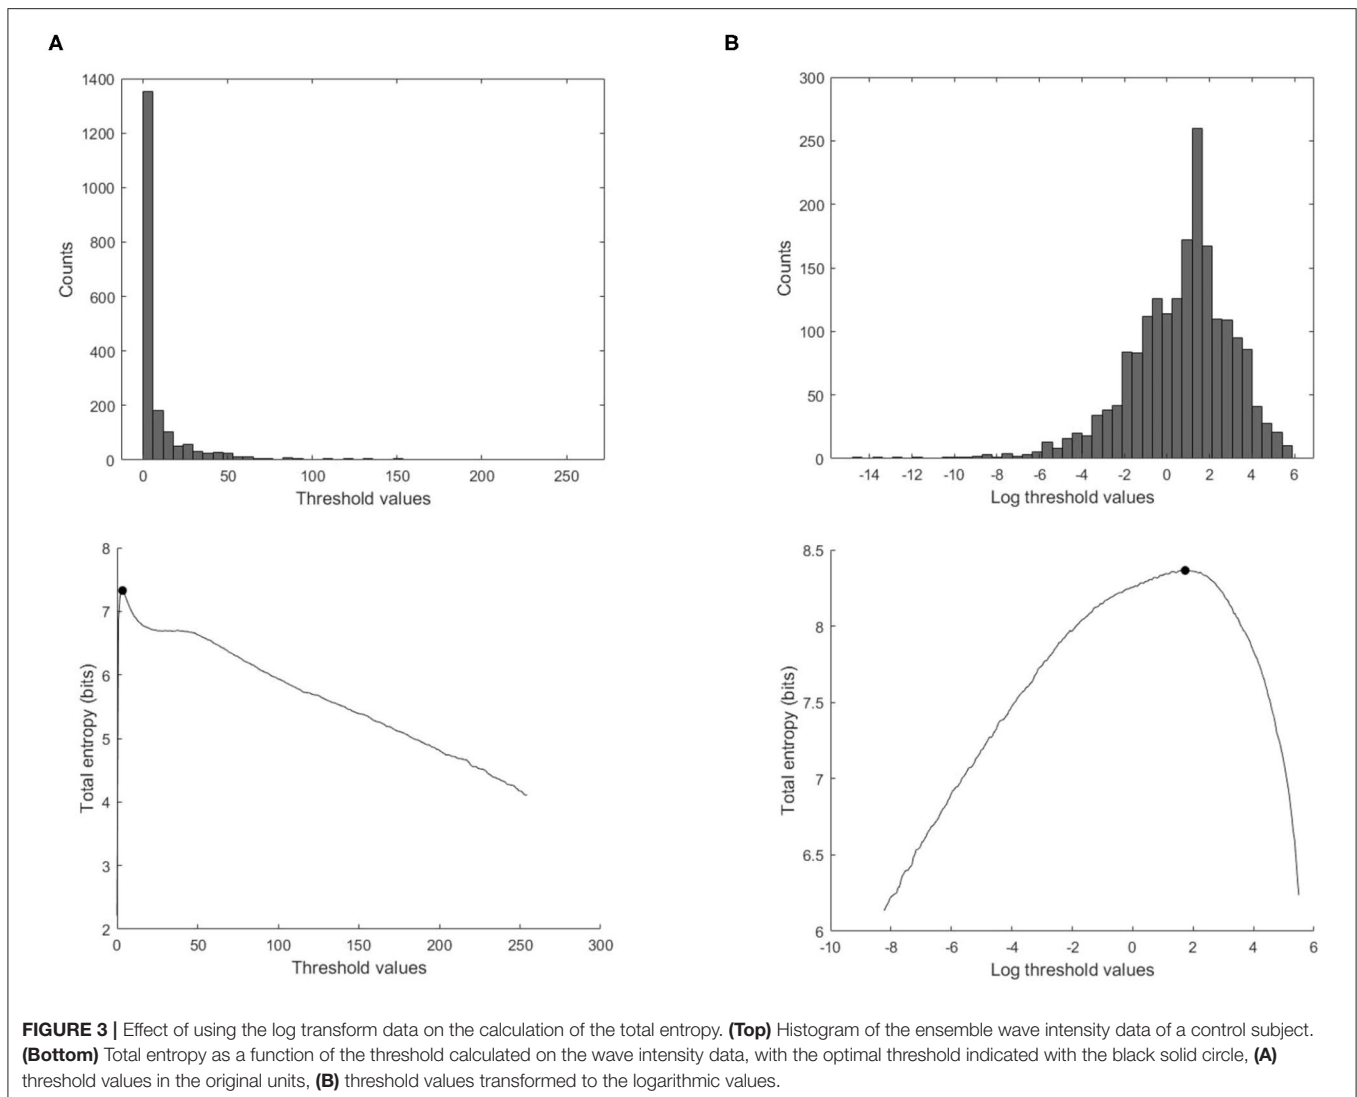 A
B
1400
1200
1000
800
600
400
200
0
Counts
0 50 100 150 200 250
Threshold values
300
250
200
150
100
50
0
Counts
-14 -12 -10 -8 -6 -4 -2 0 2 4 6
Log threshold values
8
7
6
5
4
3
2
Total entropy (bits)
0 50 100 150 200 250 300
Threshold values
8.5
8
7.5
7
6.5
6
Total entropy (bits)
-10 -8 -6 -4 -2 0 2 4 6
Log threshold values
FIGURE 3 | Effect of using the log transform data on the calculation of the total entropy. (Top) Histogram of the ensemble wave intensity data of a control subject.
(Bottom) Total entropy as a function of the threshold calculated on the wave intensity data, with the optimal threshold indicated with the black solid circle, (A)
threshold values in the original units, (B) threshold values transformed to the logarithmic values.